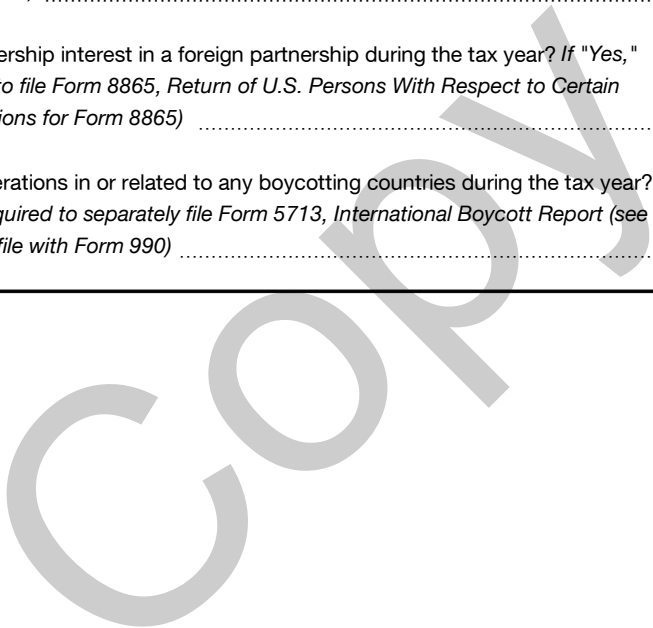 ership interest in a foreign partnership during the tax year? If "Yes,"
to file Form 8865, Return of U.S. Persons With Respect to Certain
ions for Form 8865)
erations in or related to any boycotting countries during the tax year?
quired to separately file Form 5713, International Boycott Report (see
file with Form 990)
Copy